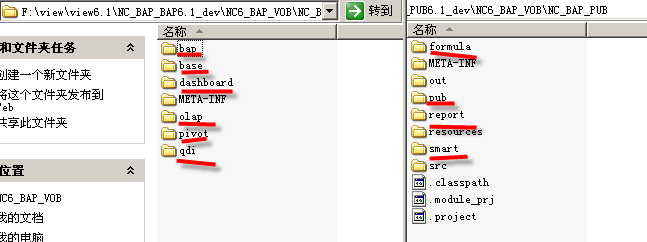 F:\view\view6.1\NC_BAP_BAP6.1_dev\NC6_BAP_VOB\NC_B
转到
和文件夹任务
创建一个新文件夹
将这个文件夹发布到
Web
共享此文件夹
位置
NC6_BAP_VOB
我的文档
我的电脑
名称
bap
base
dashboard
META-INF
olap
pivot
qdi
PUB6.1_dev\NC6_BAP_VOB\NC_BAP_PUB
名称
formula
META-INF
out
pub
report
resources
smart
src
.classpath
.module_prj
.project